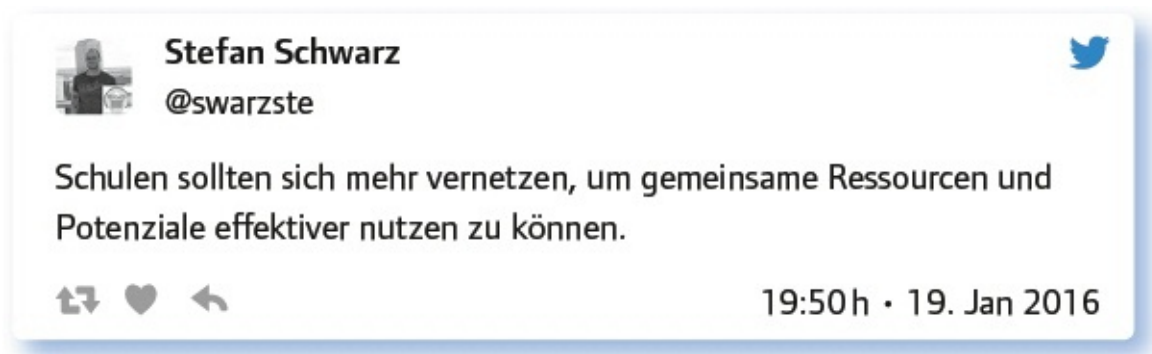 Stefan Schwarz
@swarzste
Schulen sollten sich mehr vernetzen, um gemeinsame Ressourcen und
Potenziale effektiver nutzen zu können.
19:50 h · 19. Jan 2016